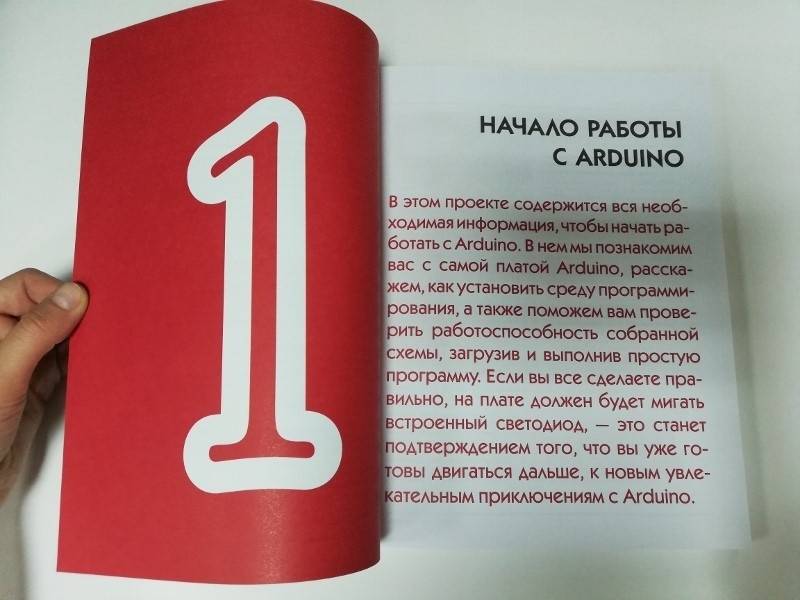 1
НАЧАЛО РАБОТЫ
С ARDUINO
В этом проекте содержится вся необ-
ходимая информация, чтобы начать ра-
ботать с Arduino. В нем мы познакомим
вас с самой платой Arduino, расска-
жем, как установить среду программи-
рования, а также поможем вам прове-
рить работоспособность собранной
схемы, загрузив и выполнив простую
программу. Если вы все сделаете пра-
вильно, на плате должен будет мигать
встроенный светодиод, — это станет
подтверждением того, что вы уже го-
товы двигаться дальше, к новым увле-
кательным приключениям с Arduino.